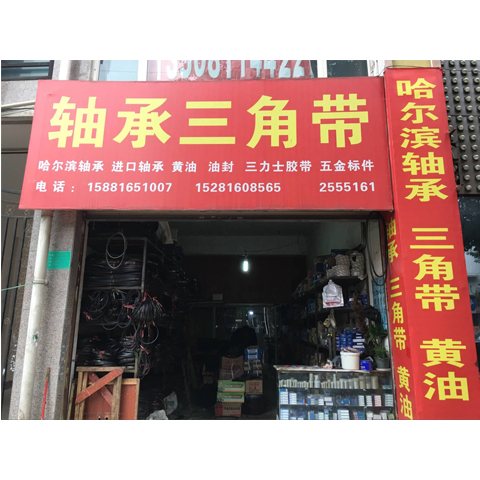 轴承三角带
哈尔滨轴承 进口轴承 黄油 油封 三力士胶带 五金标件
电话: 15881651007 15281608565 2555161
哈尔滨轴承 三角带 黄油
轴承 三角带 黄油